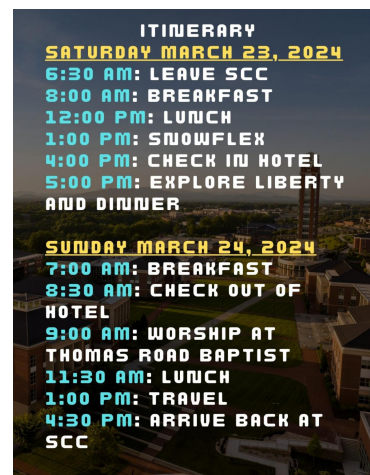 ITINERARY
SATURDAY MARCH 23, 2024
6:30 AM: LEAVE SCC
8:00 AM: BREAKFAST
12:00 PM: LUNCH
1:00 PM: SNOWFLEX
4:00 PM: CHECK IN HOTEL
5:00 PM: EXPLORE LIBERTY
AND DINNER
SUNDAY MARCH 24, 2024
7:00 AM: BREAKFAST
8:30 AM: CHECK OUT OF
HOTEL
9:00 AM: WORSHIP AT
THOMAS ROAD BAPTIST
11:30 AM: LUNCH
1:00 PM: TRAVEL
4:30 PM: ARRIVE BACK AT
SCC